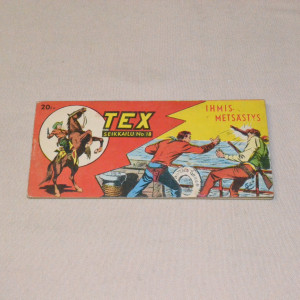 20:-
TEX
SEIKKAILU No 18
IHMIS
METSÄSTYS